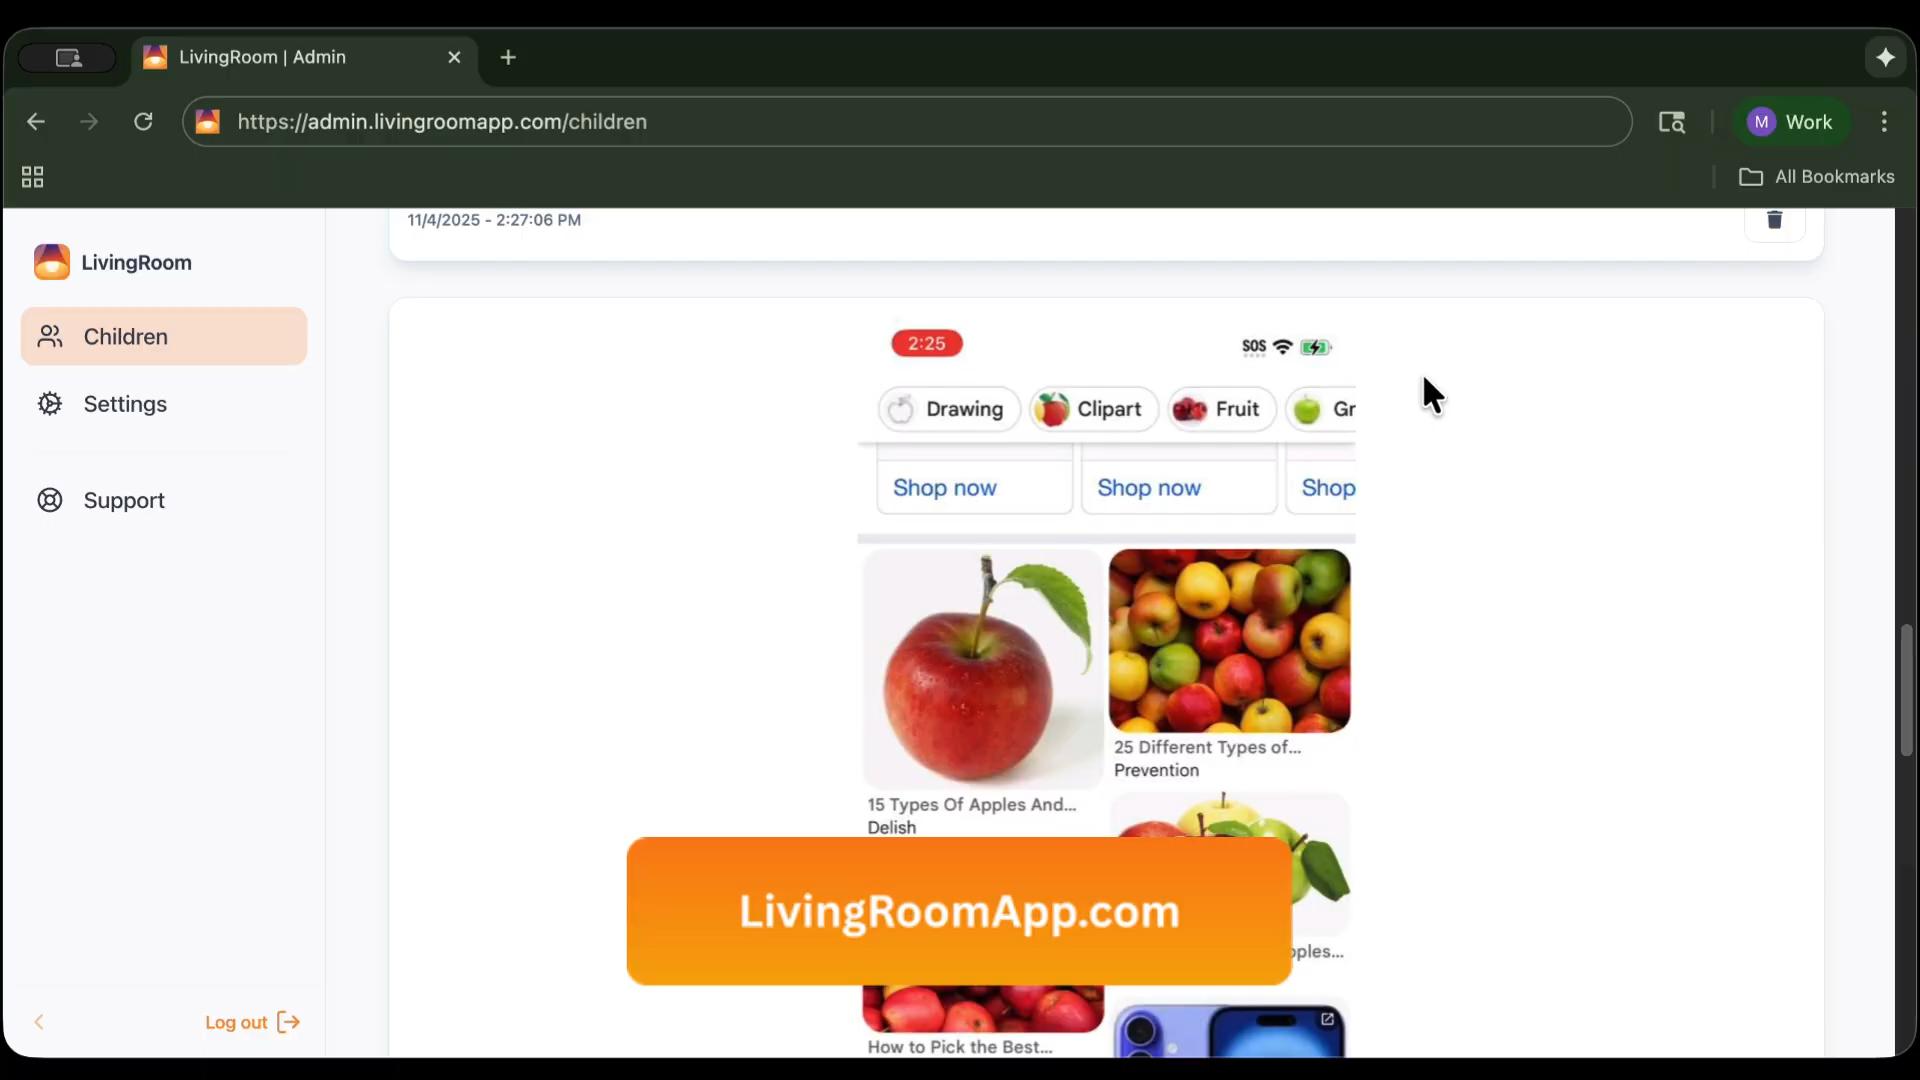 LivingRoom | Admin
https://admin.livingroomapp.com/children
M Work
All Bookmarks
LivingRoom
Children
Settings
Support
Log out
11/4/2025 - 2:27:06 PM
2:25
SOS
Drawing
Clipart
Fruit
Gr
Shop now
Shop now
Shop
25 Different Types of...
Prevention
15 Types Of Apples And...
Delish
LivingRoomApp.com
pples...
How to Pick the Best...